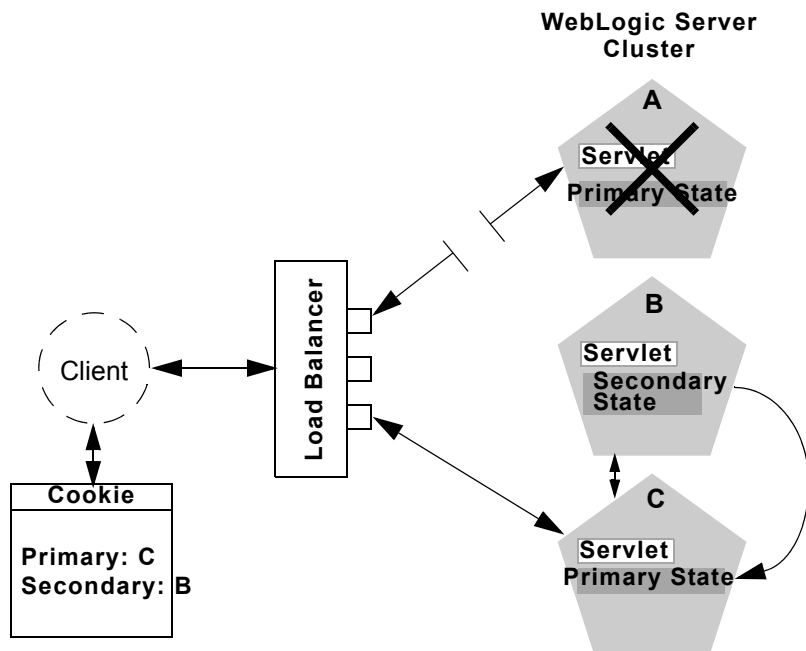 WebLogic Server
Cluster
A
Servlet
Primary State
B
Servlet
Secondary
State
C
Servlet
Primary State
Load Balancer
Client
Cookie
Primary: C
Secondary: B